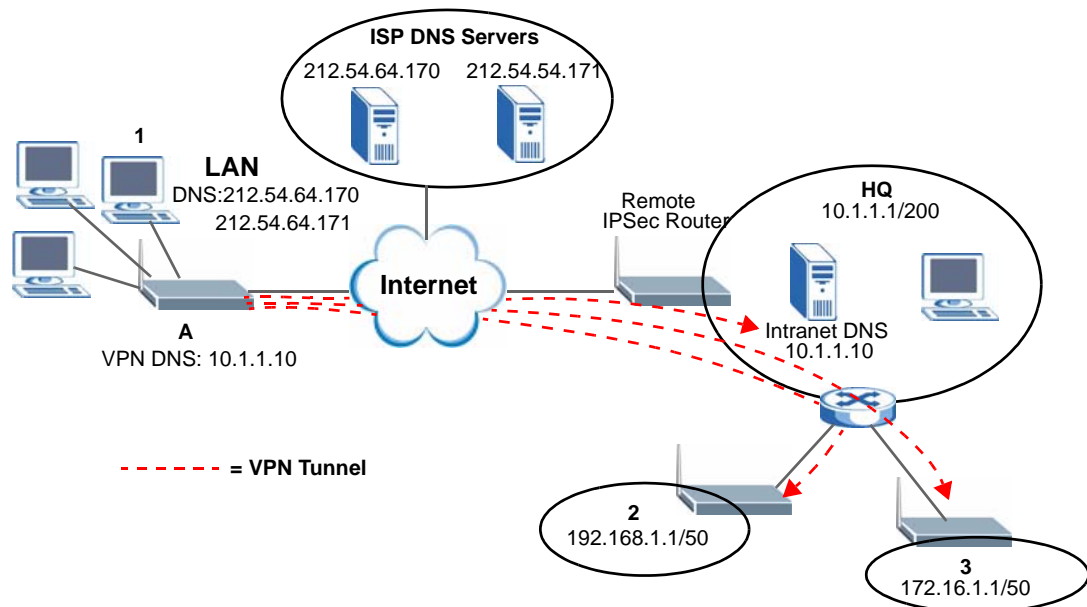 ISP DNS Servers
212.54.64.170 212.54.54.171
1
LAN
DNS:212.54.64.170
212.54.64.171
Remote
IPSec Router
HQ
10.1.1.1/200
Internet
Intranet DNS
10.1.1.10
A
VPN DNS: 10.1.1.10
= VPN Tunnel
2
192.168.1.1/50
3
172.16.1.1/50